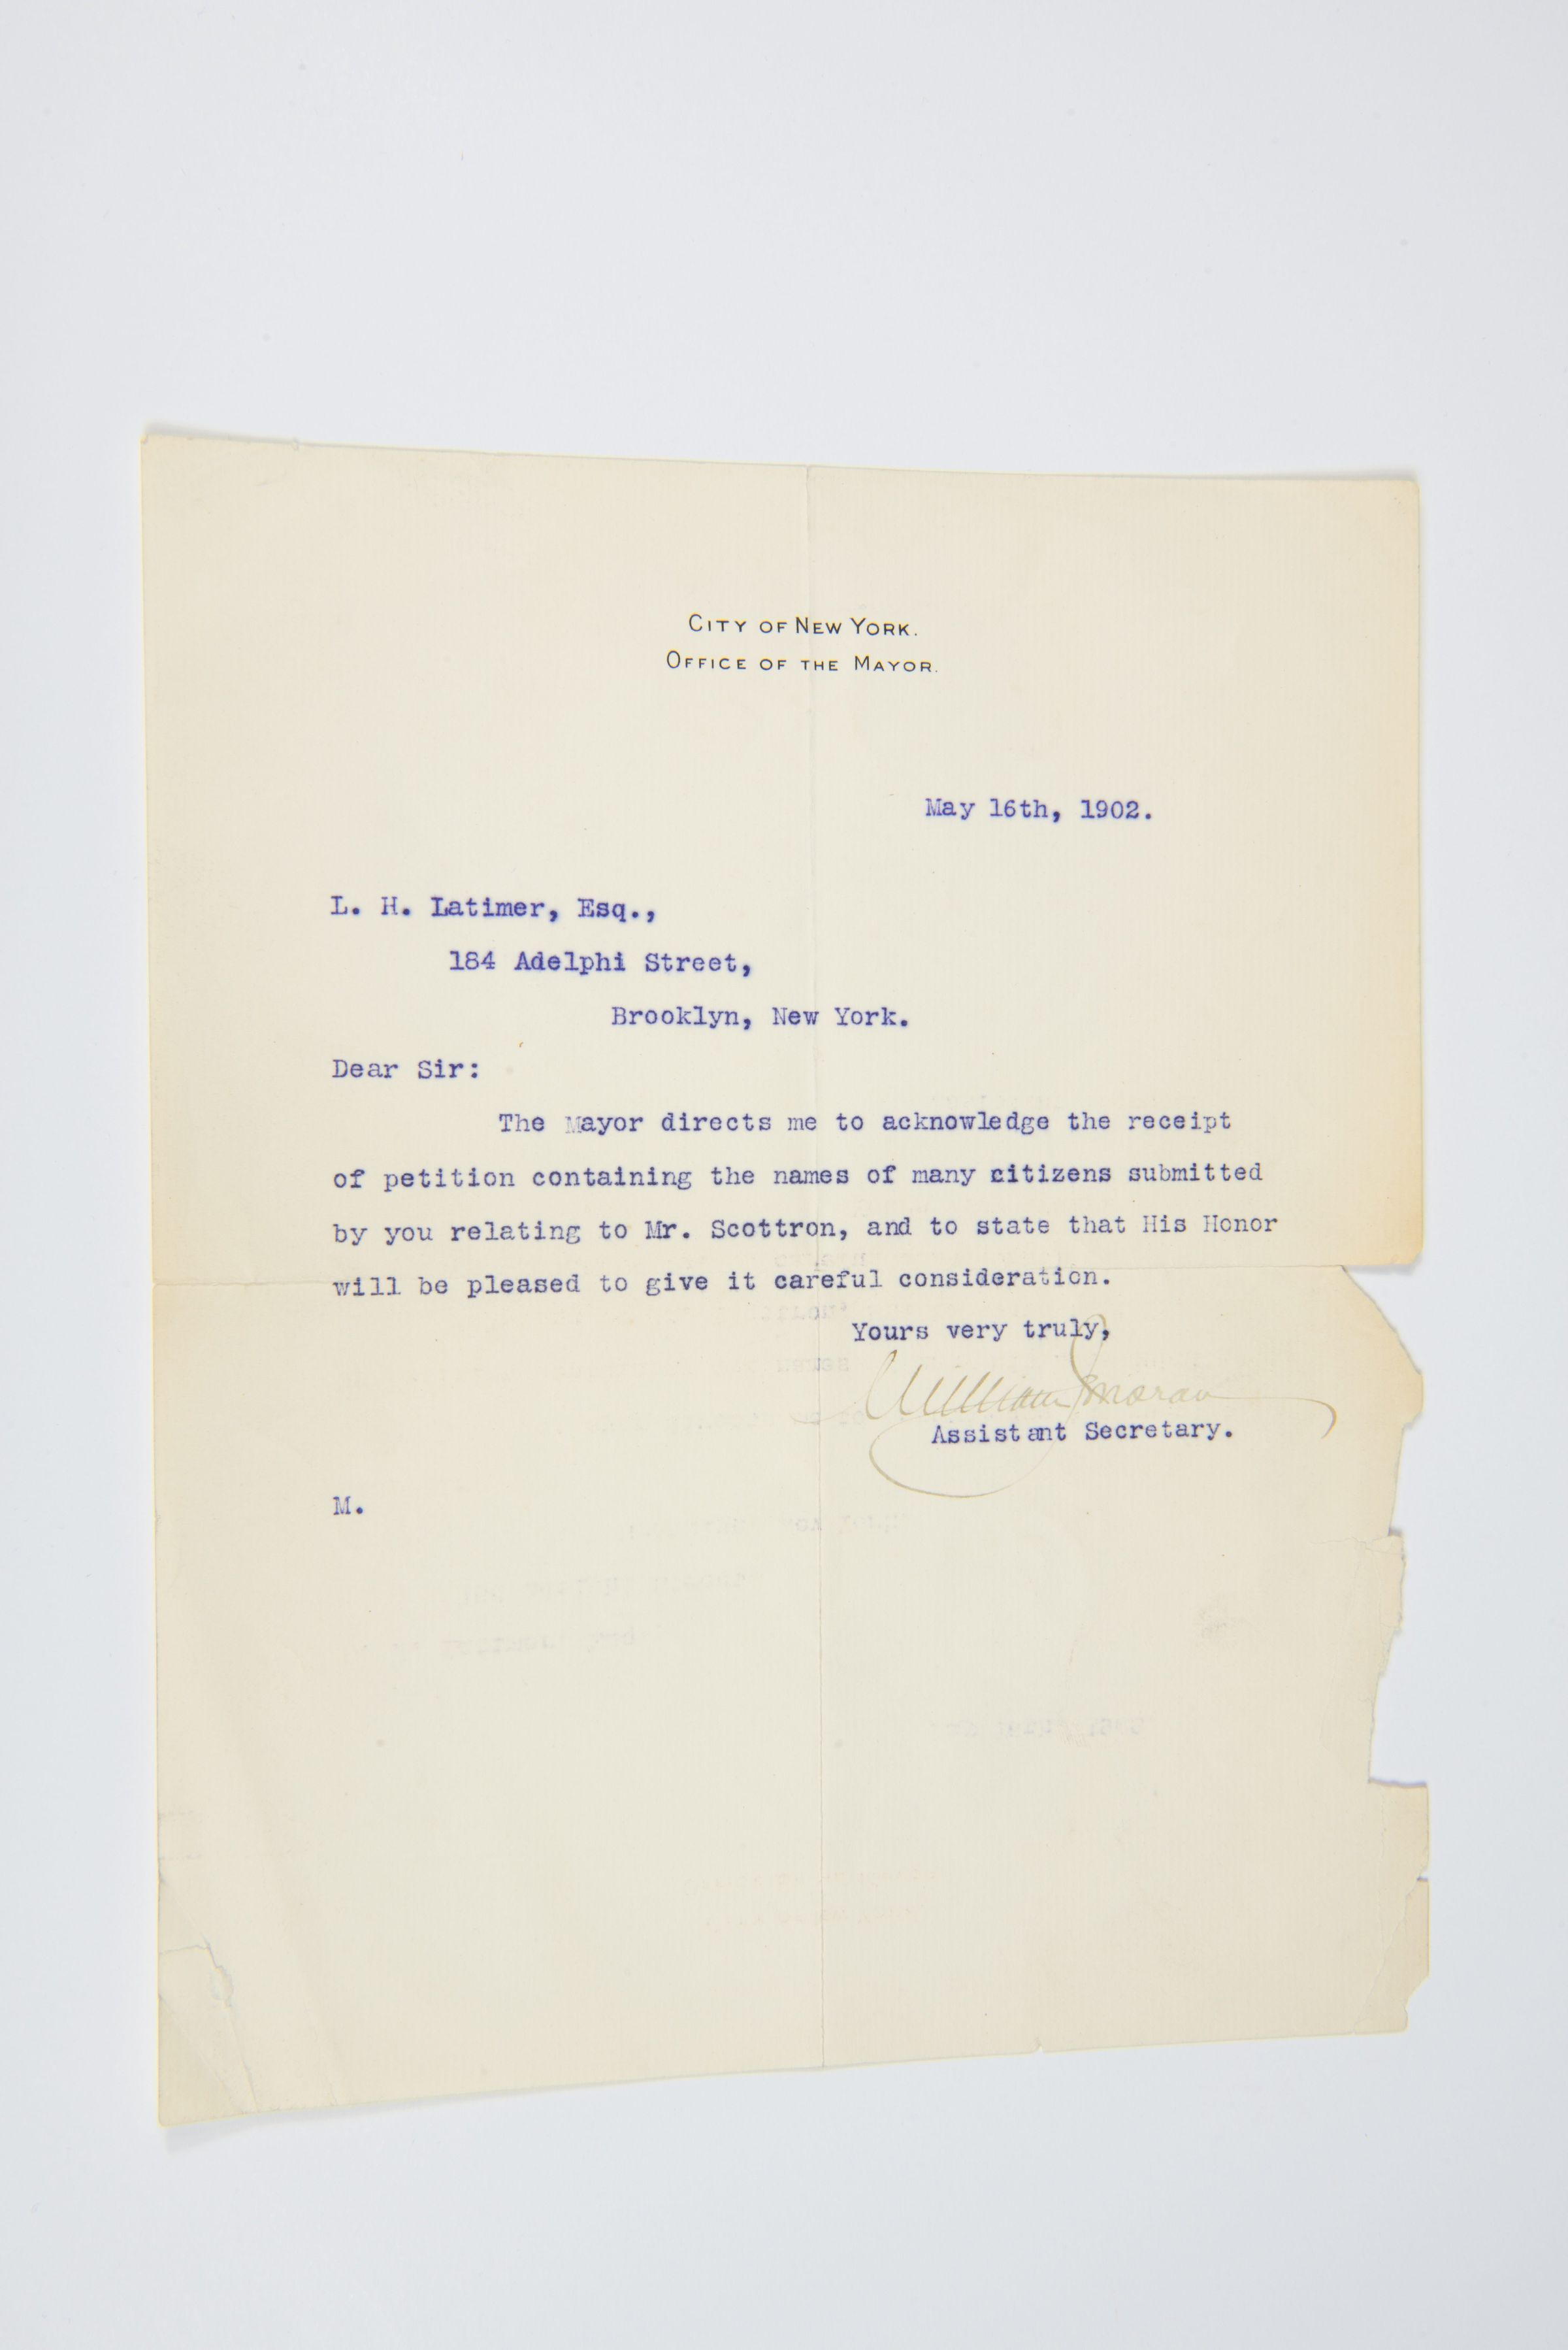 CITY OF NEW YORK.
OFFICE OF THE MAYOR.
May 16th, 1902.
L. H. Latimer, Esq.,
184 Adelphi Street,
Brooklyn, New York.
Dear Sir:
The Mayor directs me to acknowledge the receipt
of petition containing the names of many citizens submitted
by you relating to Mr. Scottron, and to state that His Honor
will be pleased to give it careful consideration.
Yours very truly,
William J Moran
Assistant Secretary.
M.